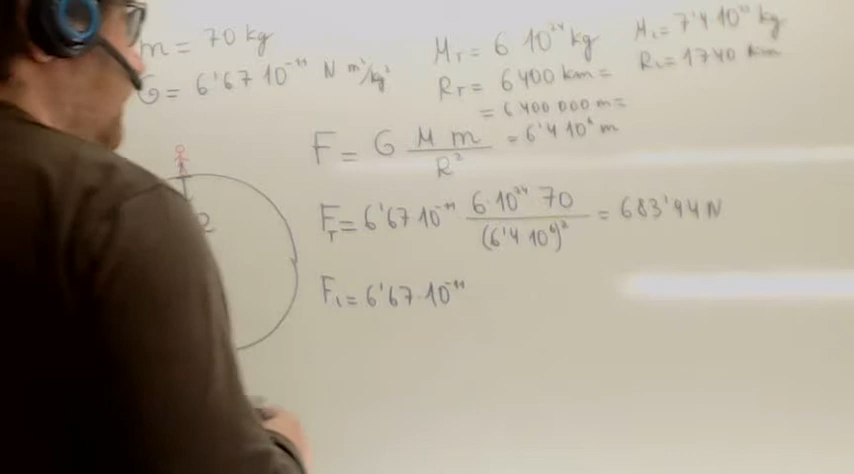 m = 70 kg
G = 6'67 10⁻¹¹ N m²/kg²
M_T = 6 10²⁴ kg
R_T = 6400 km =
= 6 400 000 m =
= 6'4 10⁶ m
M_L = 7'4 10²² kg
R_L = 1740 km
F = G M m / R²
F_T = 6'67·10⁻¹¹ 6·10²⁴ 70 / (6'4 10⁶)² = 683'94 N
F_L = 6'67·10⁻¹¹